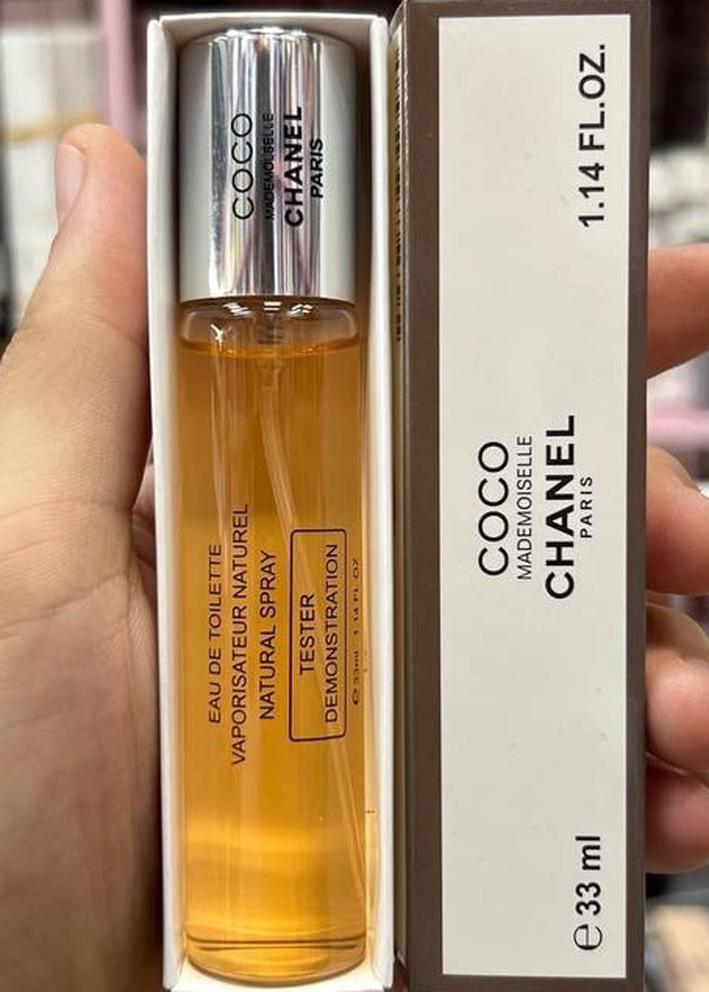 COCO
MADEMOISELLE
CHANEL
PARIS
EAU DE TOILETTE
VAPORISATEUR NATUREL
NATURAL SPRAY
TESTER
DEMONSTRATION
e 33ml 1.14 FL OZ
1.14 FL.OZ.
COCO
MADEMOISELLE
CHANEL
PARIS
e 33 ml